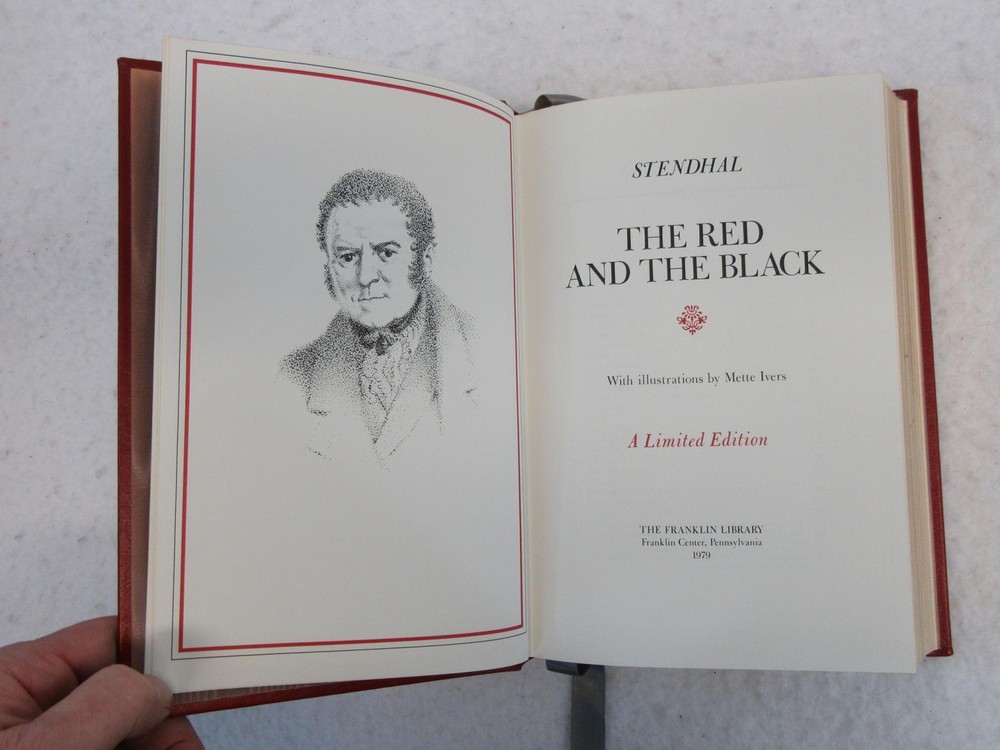 STENDHAL
THE RED
AND THE BLACK
With illustrations by Mette Ivers
A Limited Edition
THE FRANKLIN LIBRARY
Franklin Center, Pennsylvania
1979